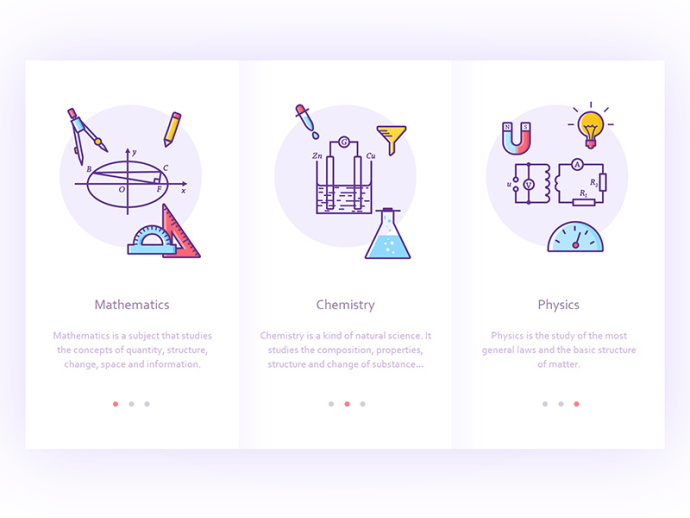 B
C
y
O
F
x
Mathematics
Mathematics is a subject that studies
the concepts of quantity, structure,
change, space and information.
G
Zn
Cu
Chemistry
Chemistry is a kind of natural science. It
studies the composition, properties,
structure and change of substance...
N S
A
u
V
R₂
R₁
Physics
Physics is the study of the most
general laws and the basic structure
of matter.